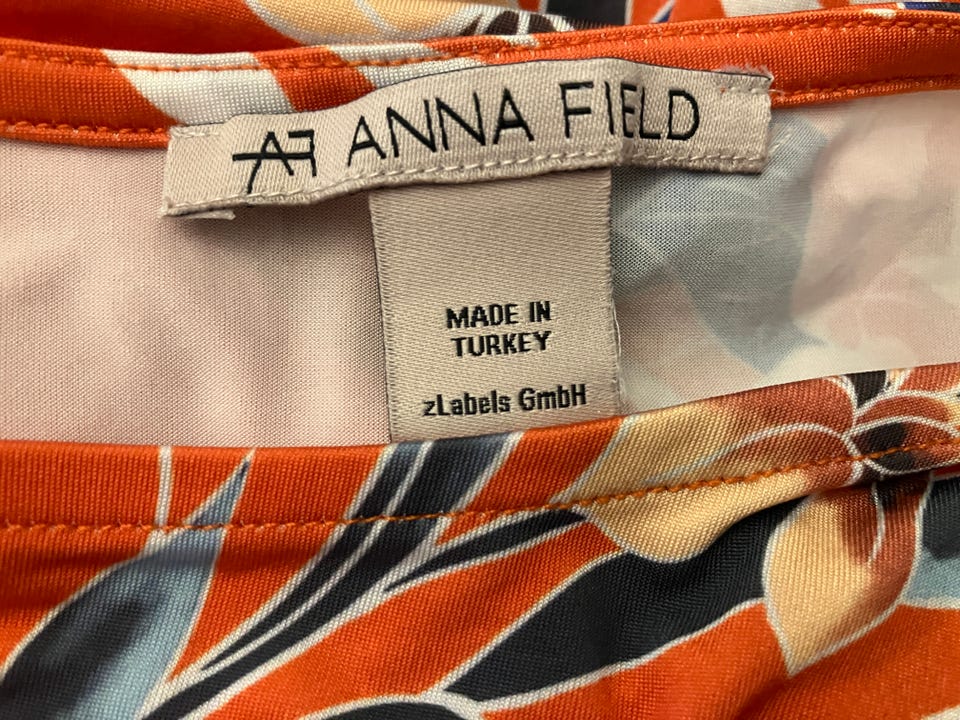 AF ANNA FIELD
MADE IN
TURKEY
zLabels GmbH